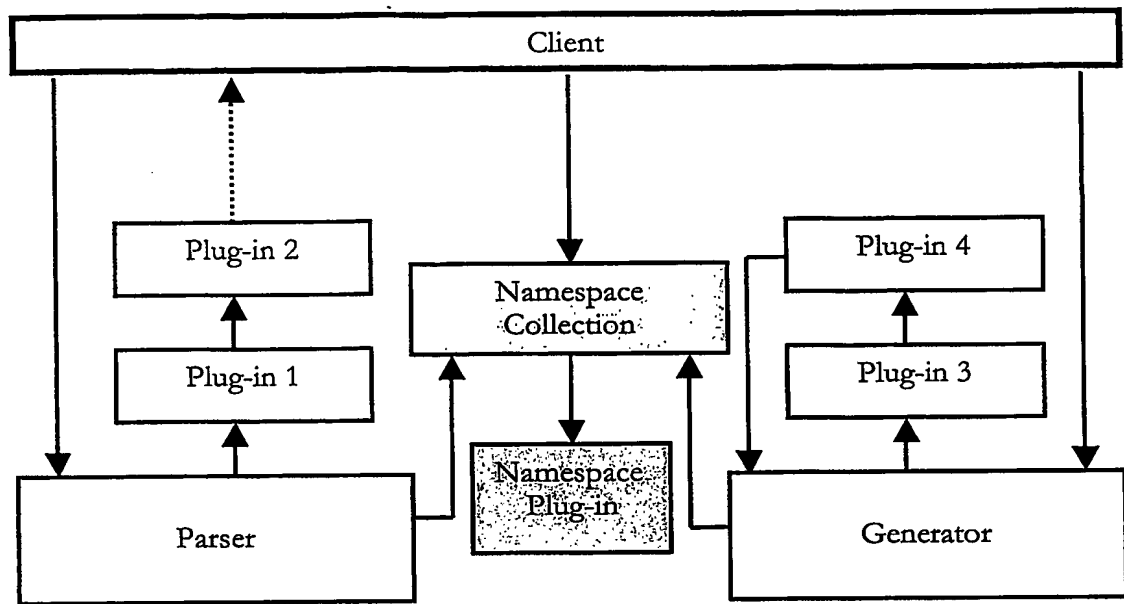 Client
Plug-in 2
Plug-in 4
Namespace
Collection
Plug-in 1
Plug-in 3
Namespace
Plug-in
Parser
Generator